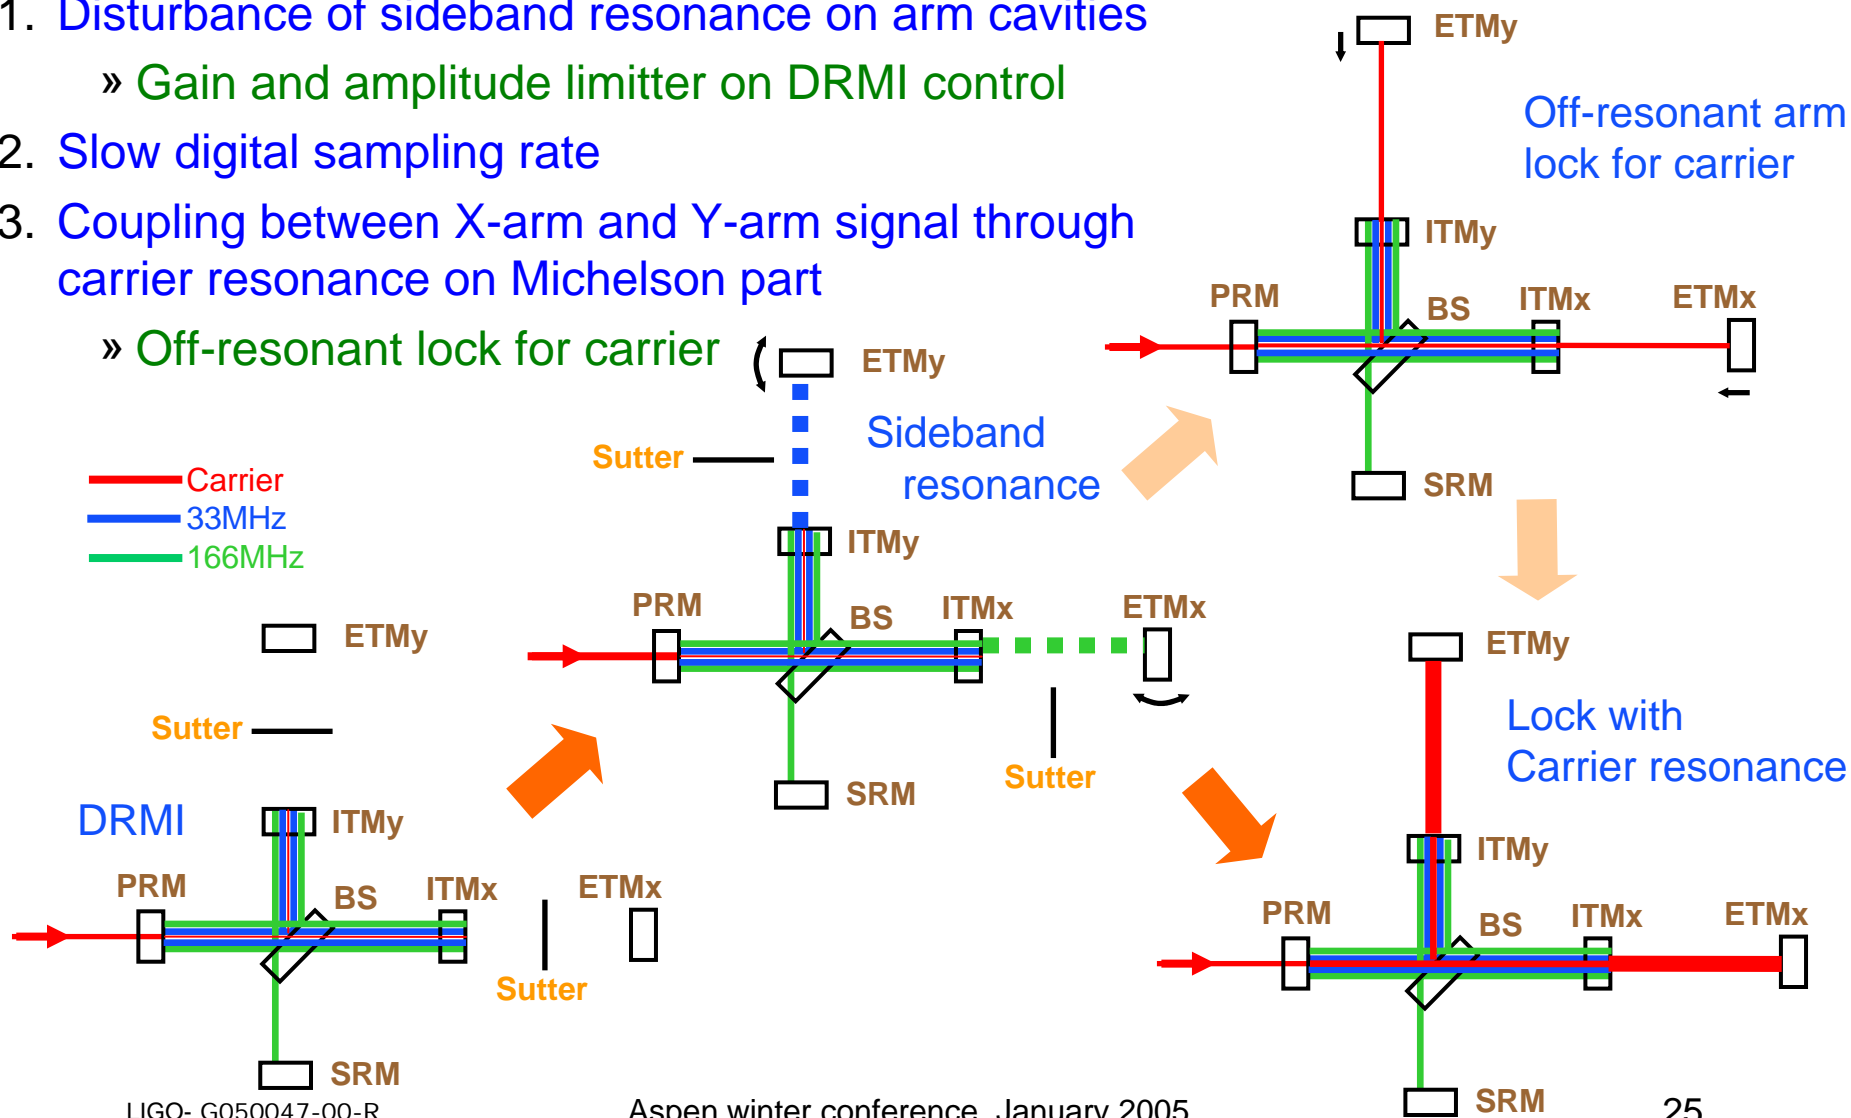 1. Disturbance of sideband resonance on arm cavities
» Gain and amplitude limitter on DRMI control
2. Slow digital sampling rate
3. Coupling between X-arm and Y-arm signal through
carrier resonance on Michelson part
» Off-resonant lock for carrier
ETMy
Off-resonant arm
lock for carrier
ITMy
PRM
BS
ITMx
ETMx
SRM
ETMy
Sideband
resonance
Sutter
ITMy
PRM
BS
ITMx
ETMx
Sutter
SRM
Carrier
33MHz
166MHz
ETMy
Sutter
DRMI
ITMy
PRM
BS
ITMx
ETMx
Sutter
SRM
ETMy
Lock with
Carrier resonance
ITMy
PRM
BS
ITMx
ETMx
SRM
LIGO- G050047-00-R
Aspen winter conference, January 2005
25